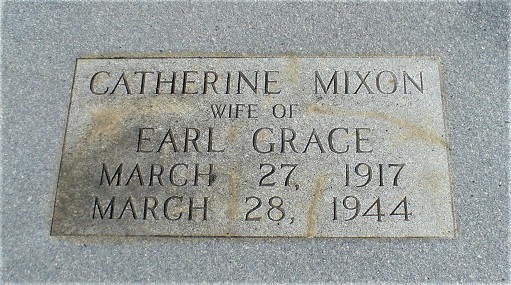 CATHERINE MIXON
WIFE OF
EARL GRACE
MARCH 27, 1917
MARCH 28, 1944